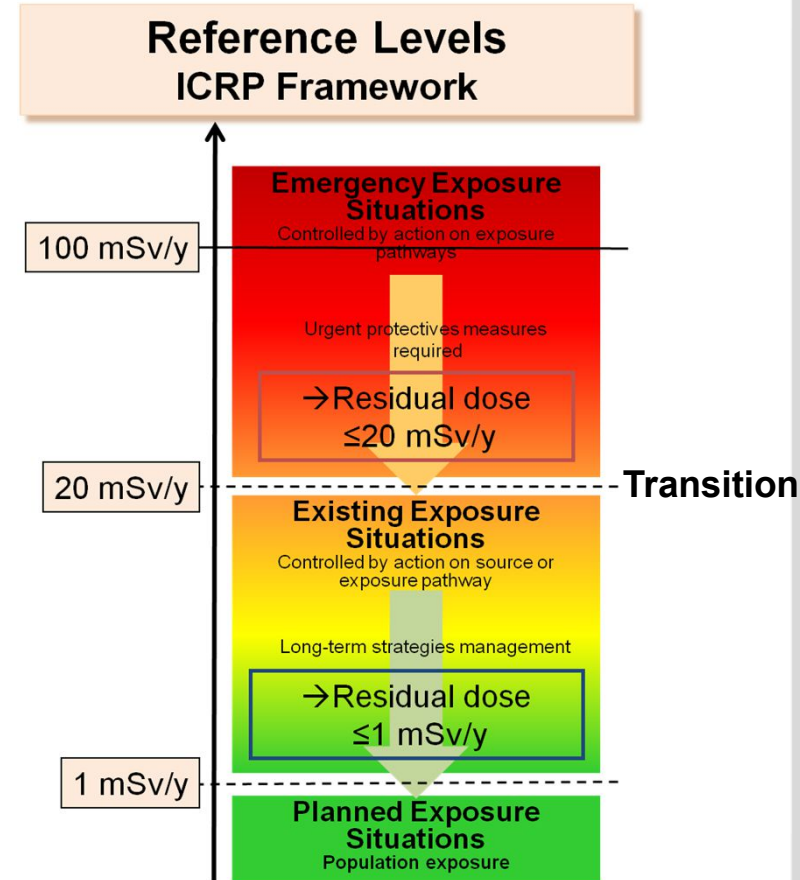 Reference Levels
ICRP Framework
Emergency Exposure
Situations
Controlled by action on exposure
pathways
100 mSv/y
Urgent protectives measures
required
→Residual dose
≤20 mSv/y
20 mSv/y
Transition
Existing Exposure
Situations
Controlled by action on source or
exposure pathway
Long-term strategies management
→Residual dose
≤1 mSv/y
1 mSv/y
Planned Exposure
Situations
Population exposure